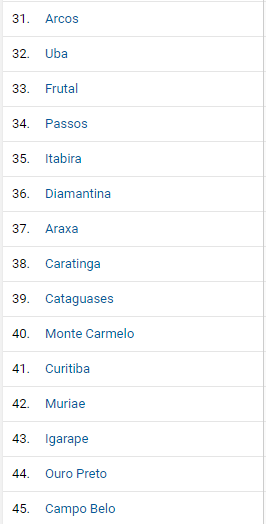 31. Arcos
32. Uba
33. Frutal
34. Passos
35. Itabira
36. Diamantina
37. Araxa
38. Caratinga
39. Cataguases
40. Monte Carmelo
41. Curitiba
42. Muriae
43. Igarape
44. Ouro Preto
45. Campo Belo